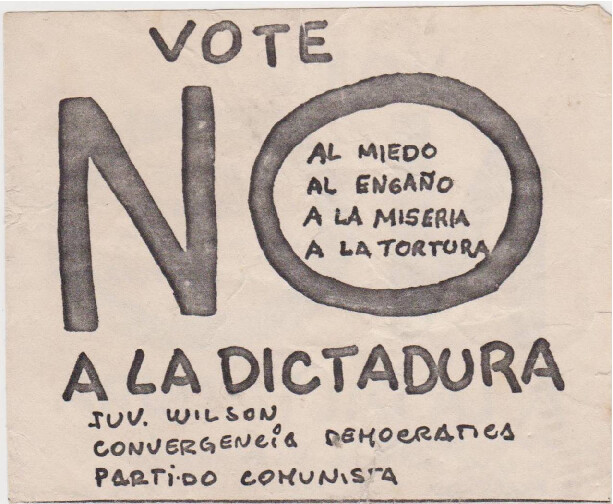 VOTE
NO
AL MIEDO
AL ENGAÑO
A LA MISERIA
A LA TORTURA
A LA DICTADURA
JUV. WILSON
CONVERGENCIA DEMOCRATICA
PARTIDO COMUNISTA